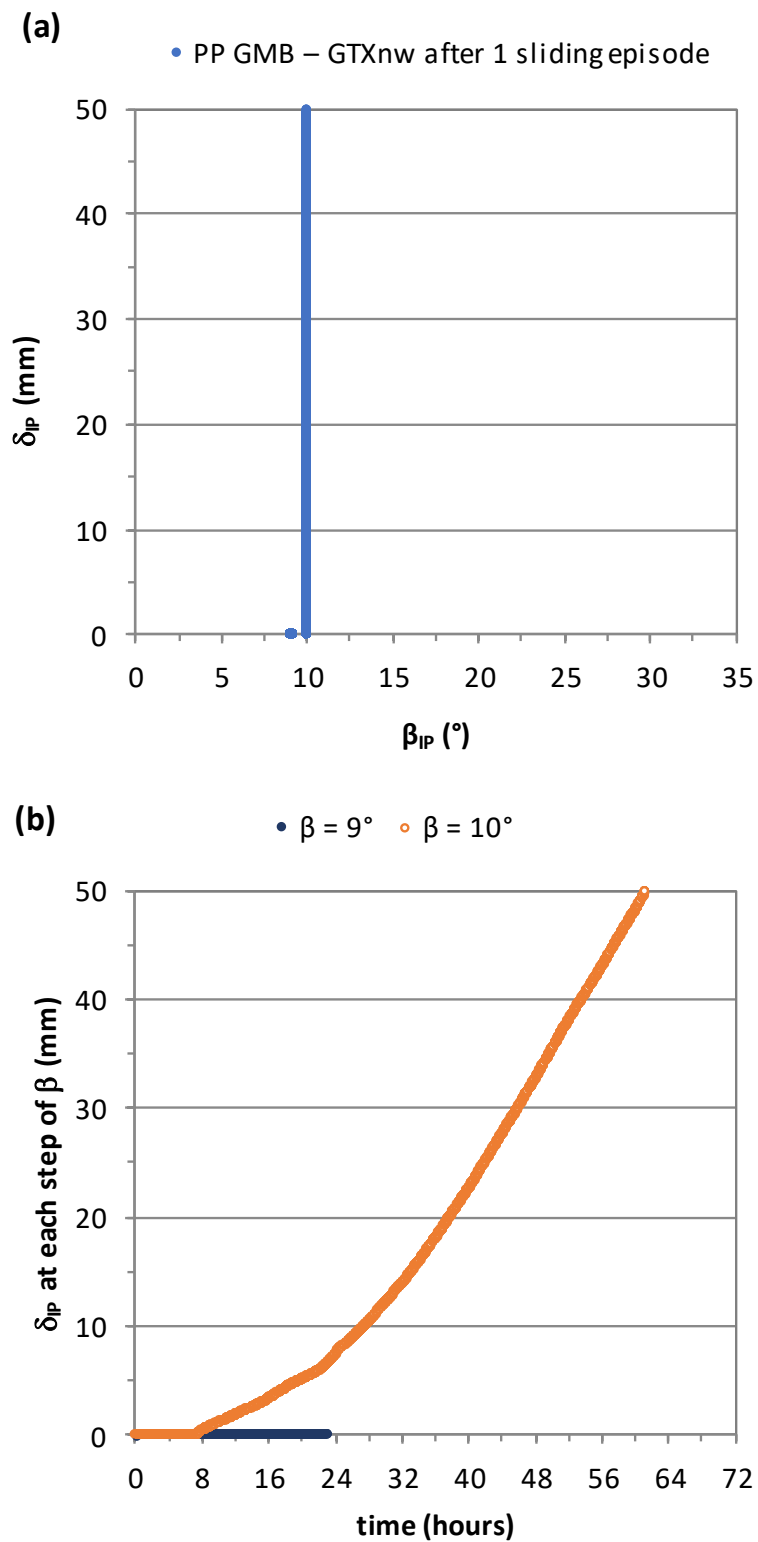 (a)
• PP GMB – GTXnw after 1 sliding episode
50
40
30
20
10
0
δIP (mm)
0 5 10 15 20 25 30 35
βIP (°)
(b)
• β = 9° ∘ β = 10°
50
40
30
20
10
0
δIP at each step of β (mm)
0 8 16 24 32 40 48 56 64 72
time (hours)